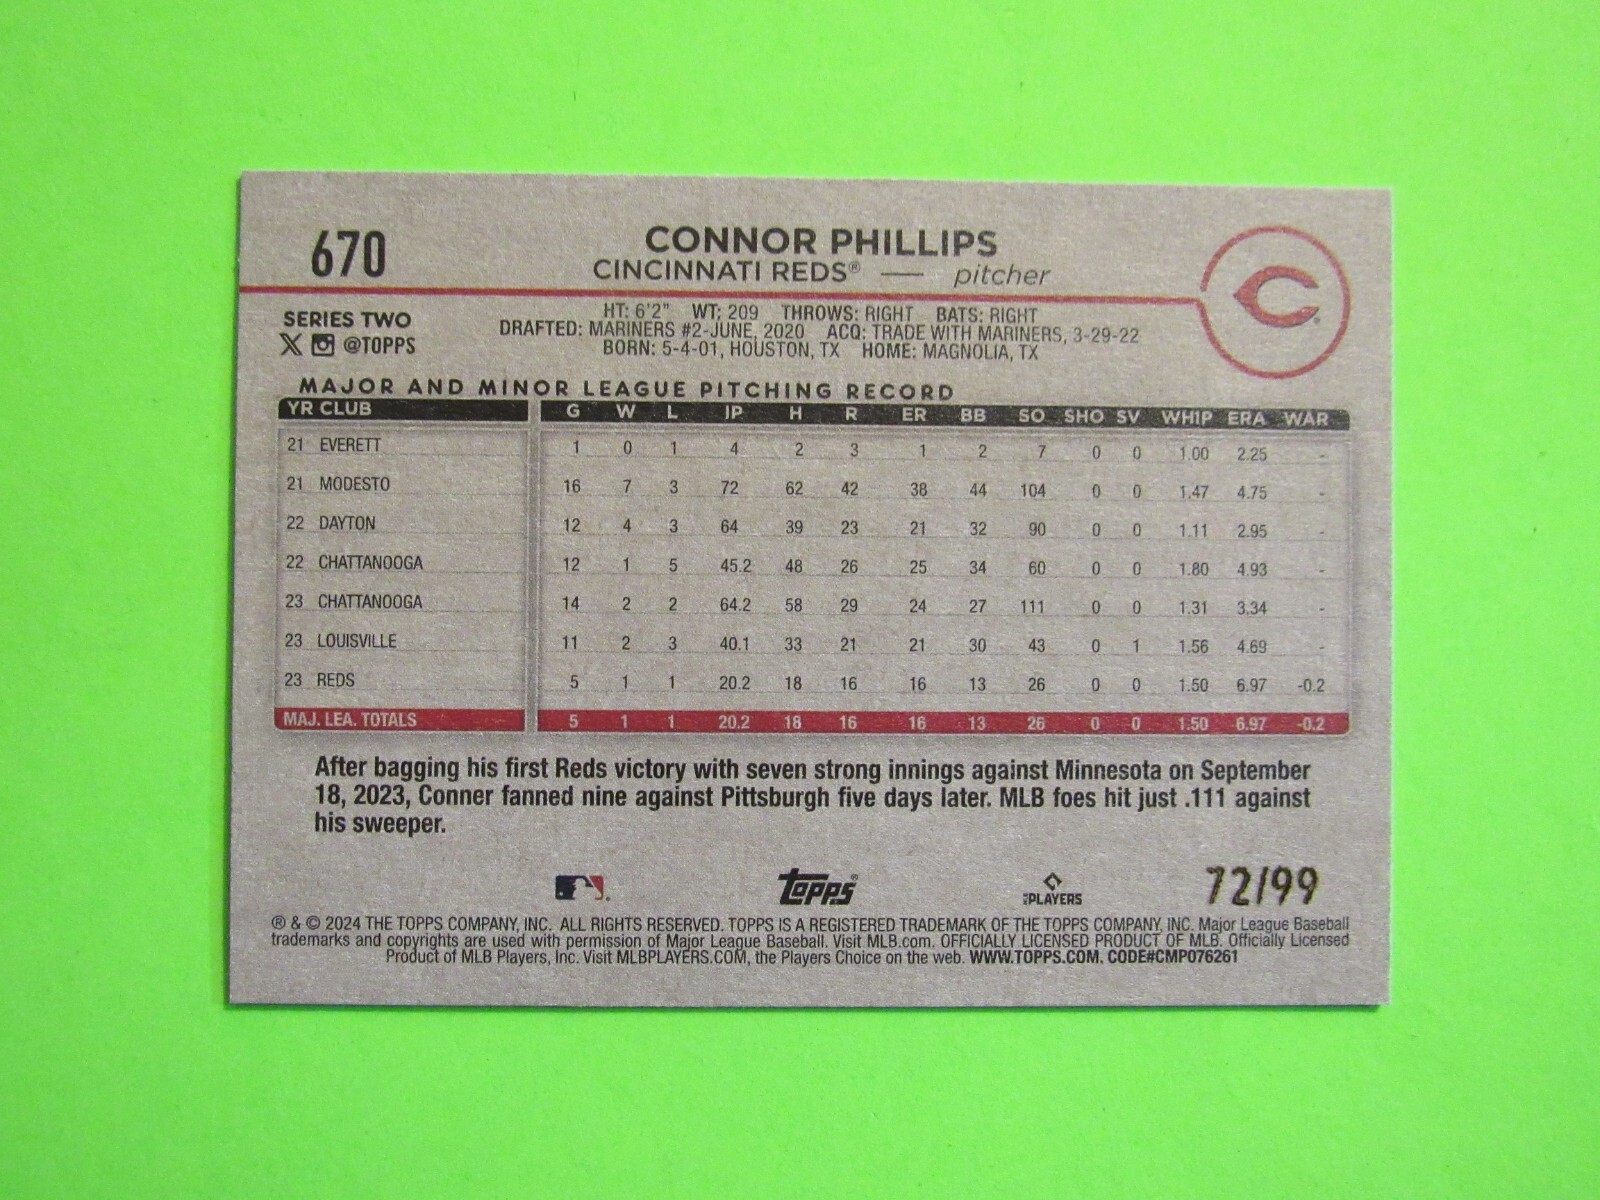 670
CONNOR PHILLIPS
CINCINNATI REDS® — pitcher
C
SERIES TWO
X @TOPPS
HT: 6'2" WT: 209 THROWS: RIGHT BATS: RIGHT
DRAFTED: MARINERS #2-JUNE, 2020 ACQ: TRADE WITH MARINERS, 3-29-22
BORN: 5-4-01, HOUSTON, TX HOME: MAGNOLIA, TX
MAJOR AND MINOR LEAGUE PITCHING RECORD
YR CLUB G W L IP H R ER BB SO SHO SV WHIP ERA WAR
21 EVERETT 1 0 1 4 2 3 1 2 7 0 0 1.00 2.25 -
21 MODESTO 16 7 3 72 62 42 38 44 104 0 0 1.47 4.75 -
22 DAYTON 12 4 3 64 39 23 21 32 90 0 0 1.11 2.95 -
22 CHATTANOOGA 12 1 5 45.2 48 26 25 34 60 0 0 1.80 4.93 -
23 CHATTANOOGA 14 2 2 64.2 58 29 24 27 111 0 0 1.31 3.34 -
23 LOUISVILLE 11 2 3 40.1 33 21 21 30 43 0 1 1.56 4.69 -
23 REDS 5 1 1 20.2 18 16 16 13 26 0 0 1.50 6.97 -0.2
MAJ. LEA. TOTALS 5 1 1 20.2 18 16 16 13 26 0 0 1.50 6.97 -0.2
After bagging his first Reds victory with seven strong innings against Minnesota on September
18, 2023, Conner fanned nine against Pittsburgh five days later. MLB foes hit just .111 against
his sweeper.
Topps®
PLAYERS
72/99
® & © 2024 THE TOPPS COMPANY, INC. ALL RIGHTS RESERVED. TOPPS IS A REGISTERED TRADEMARK OF THE TOPPS COMPANY, INC. Major League Baseball
trademarks and copyrights are used with permission of Major League Baseball. Visit MLB.com. OFFICIALLY LICENSED PRODUCT OF MLB. Officially Licensed
Product of MLB Players, Inc. Visit MLBPLAYERS.COM, the Players Choice on the web. WWW.TOPPS.COM. CODE#CMP076261